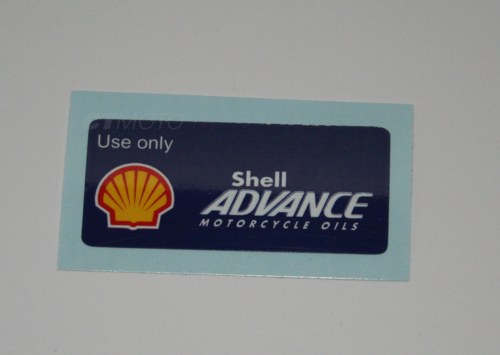 Use only
Shell
ADVANCE
MOTORCYCLE OILS